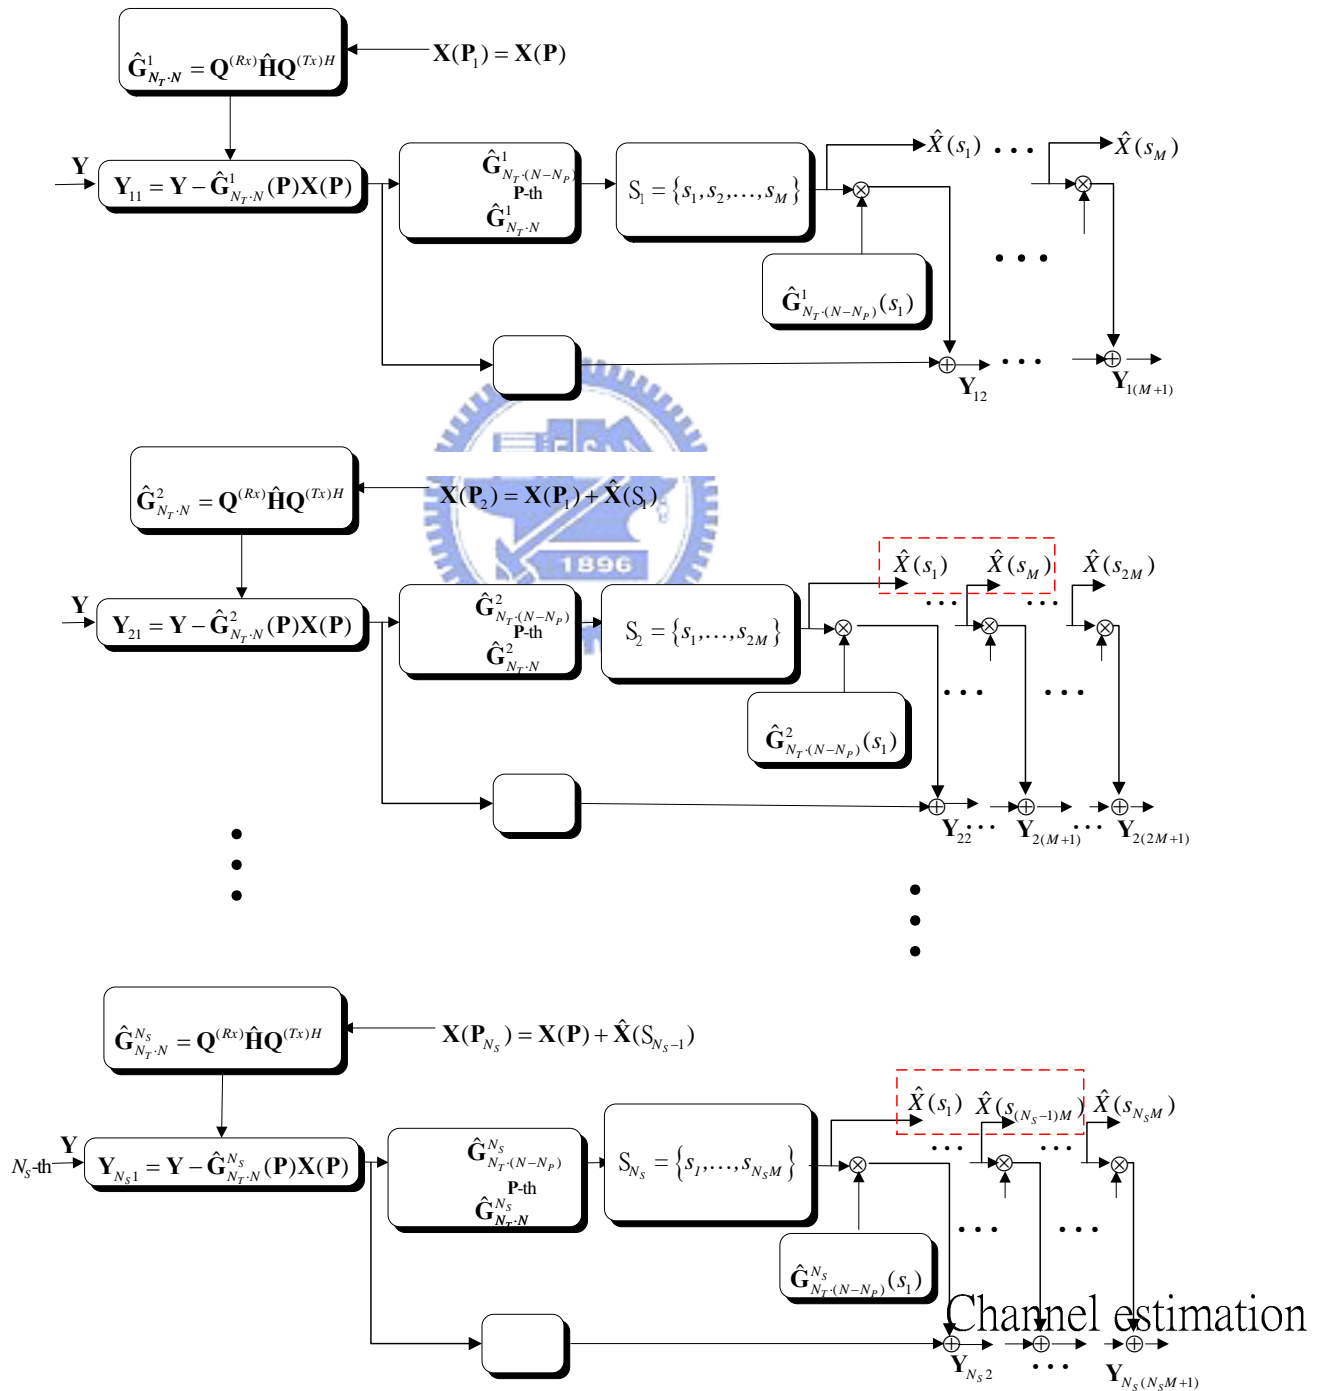 Ĝ¹_{N_T·N} = Q^{(Rx)}ĤQ^{(Tx)H}
X(P₁) = X(P)
Y
Y₁₁ = Y − Ĝ¹_{N_T·N}(P)X(P)
Ĝ¹_{N_T·(N−N_P)}
P-th
Ĝ¹_{N_T·N}
S₁ = {s₁, s₂, …, s_M}
X̂(s₁) ••• X̂(s_M)
•••
Ĝ¹_{N_T·(N−N_P)}(s₁)
Y₁₂ ••• Y_{1(M+1)}
Ĝ²_{N_T·N} = Q^{(Rx)}ĤQ^{(Tx)H}
X(P₂) = X(P₁) + X̂(S₁)
1896
Y
Y₂₁ = Y − Ĝ²_{N_T·N}(P)X(P)
Ĝ²_{N_T·(N−N_P)}
P-th
Ĝ²_{N_T·N}
S₂ = {s₁, …, s_{2M}}
X̂(s₁) ••• X̂(s_M) ••• X̂(s_{2M})
••• •••
Ĝ²_{N_T·(N−N_P)}(s₁)
Y₂₂ ••• Y_{2(M+1)} ••• Y_{2(2M+1)}
Ĝ^{N_S}_{N_T·N} = Q^{(Rx)}ĤQ^{(Tx)H}
X(P_{N_S}) = X(P) + X̂(S_{N_S−1})
N_S-th
Y
Y_{N_S1} = Y − Ĝ^{N_S}_{N_T·N}(P)X(P)
Ĝ^{N_S}_{N_T·(N−N_P)}
P-th
Ĝ^{N_S}_{N_T·N}
S_{N_S} = {s_I, …, s_{N_SM}}
X̂(s₁) ••• X̂(s_{(N_S−1)M}) ••• X̂(s_{N_SM})
••• •••
Ĝ^{N_S}_{N_T·(N−N_P)}(s₁)
Channel estimation
Y_{N_S2} ••• Y_{N_S(N_SM+1)}